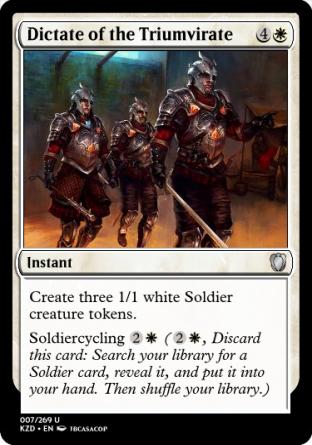 Dictate of the Triumvirate 4
Instant
Create three 1/1 white Soldier
creature tokens.
Soldiercycling 2 ( 2 , Discard
this card: Search your library for a
Soldier card, reveal it, and put it into
your hand. Then shuffle your library.)
007/269 U
KZD • EN JBCASACOP